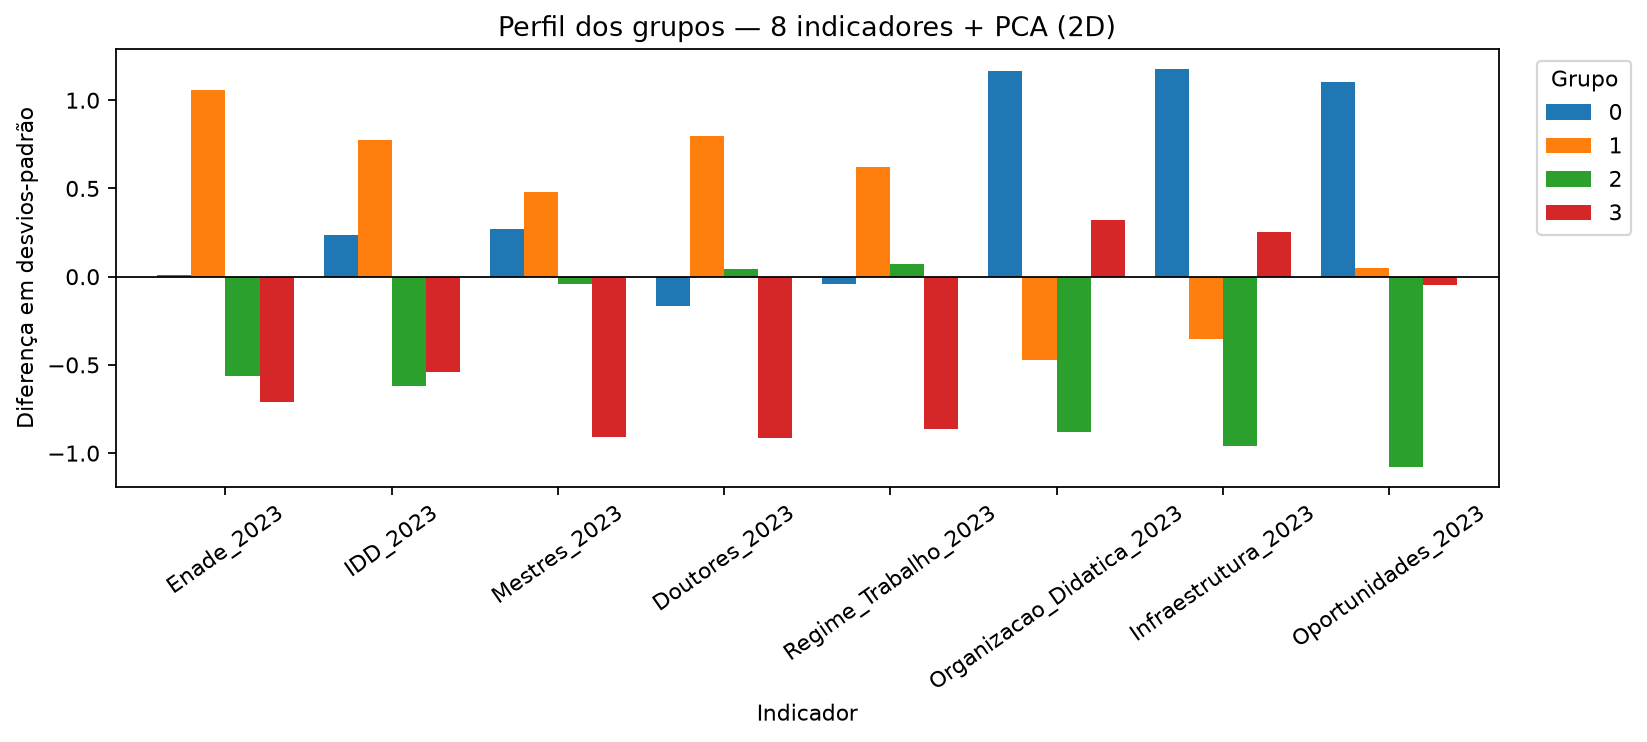 Perfil dos grupos — 8 indicadores + PCA (2D)
Diferença em desvios-padrão
1.0
0.5
0.0
−0.5
−1.0
Enade_2023
IDD_2023
Mestres_2023
Doutores_2023
Regime_Trabalho_2023
Organizacao_Didatica_2023
Infraestrutura_2023
Oportunidades_2023
Indicador
Grupo
0
1
2
3